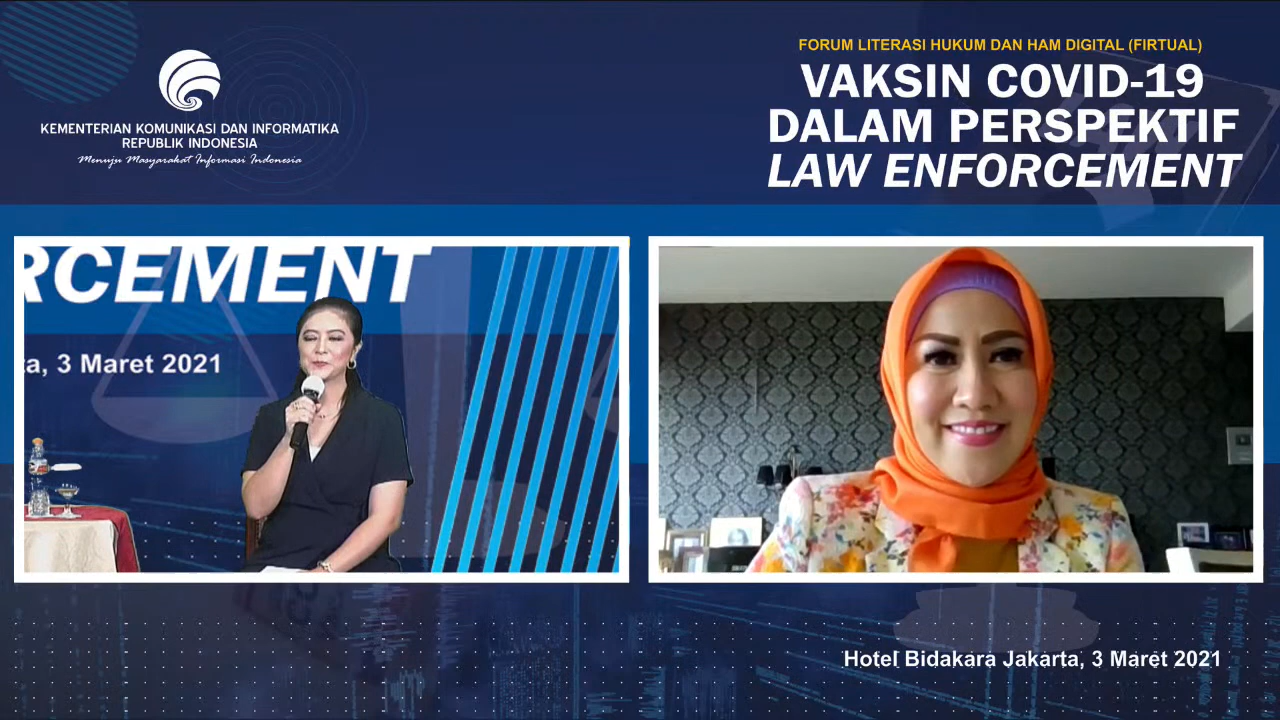 KEMENTERIAN KOMUNIKASI DAN INFORMATIKA
REPUBLIK INDONESIA
Menuju Masyarakat Informasi Indonesia
FORUM LITERASI HUKUM DAN HAM DIGITAL (FIRTUAL)
VAKSIN COVID-19
DALAM PERSPEKTIF
LAW ENFORCEMENT
RCEMENT
ta, 3 Maret 2021
Hotel Bidakara Jakarta, 3 Maret 2021